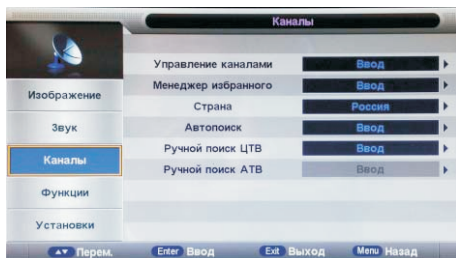 Каналы
Управление каналами Ввод
Менеджер избранного Ввод
Страна Россия
Автопоиск Ввод
Ручной поиск ЦТВ Ввод
Ручной поиск АТВ Ввод
Изображение
Звук
Каналы
Функции
Установки
Перем. Enter Ввод Exit Выход Menu Назад